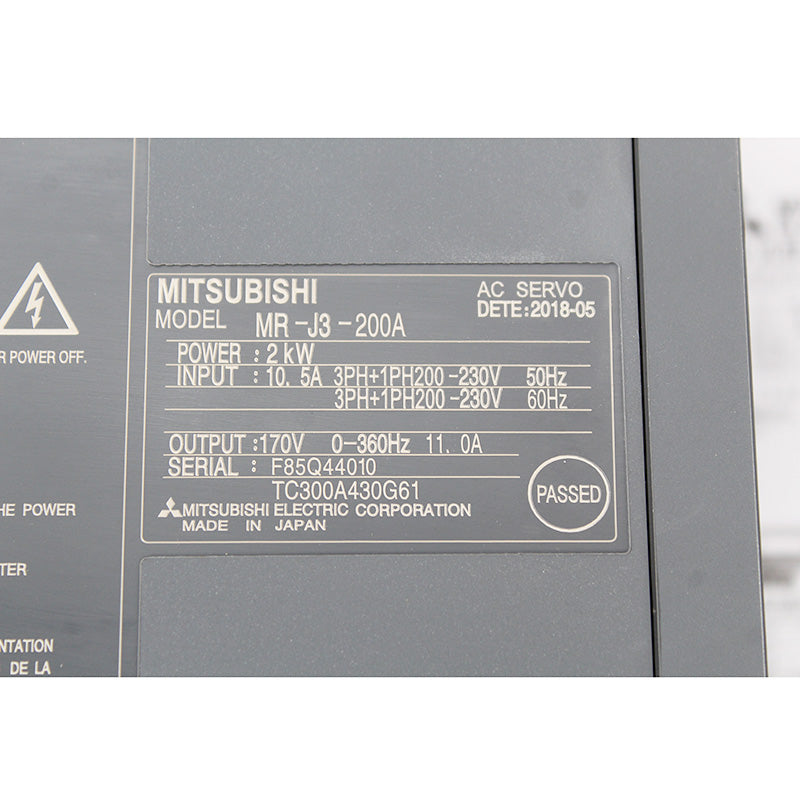 MITSUBISHI
AC SERVO
MODEL MR-J3-200A
DETE:2018-05
POWER : 2 kW
INPUT : 10. 5A 3PH+1PH200-230V 50Hz
3PH+1PH200-230V 60Hz
OUTPUT : 170V 0-360Hz 11. 0A
SERIAL : F85Q44010
TC300A430G61
PASSED
MITSUBISHI ELECTRIC CORPORATION
MADE IN JAPAN
R POWER OFF.
HE POWER
TER
NTATION
DE LA